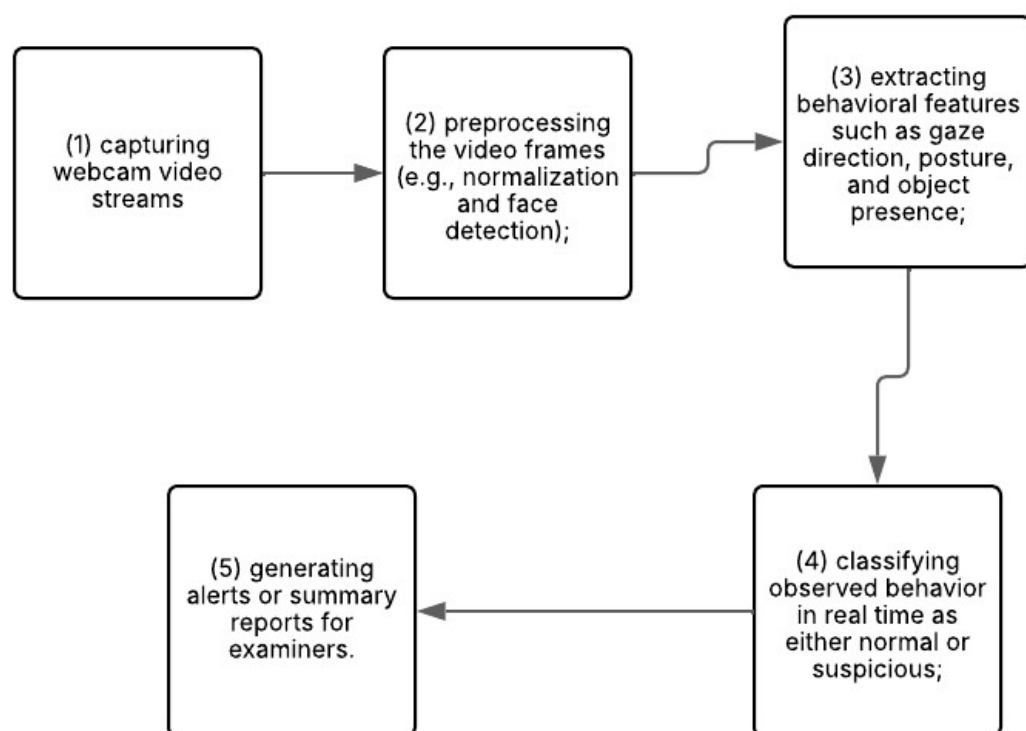 (1) capturing
webcam video
streams
(2) preprocessing
the video frames
(e.g., normalization
and face
detection);
(3) extracting
behavioral features
such as gaze
direction, posture,
and object
presence;
(4) classifying
observed behavior
in real time as
either normal or
suspicious;
(5) generating
alerts or summary
reports for
examiners.